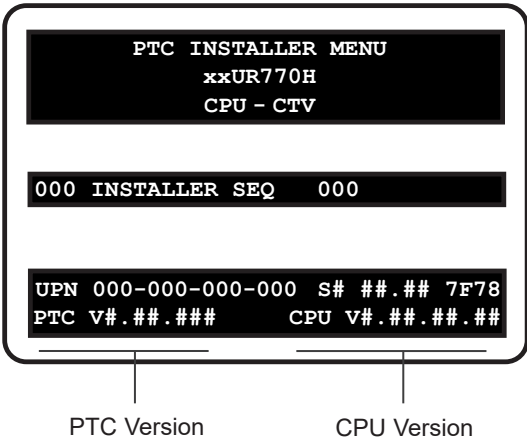 PTC INSTALLER MENU
xxUR770H
CPU – CTV
000 INSTALLER SEQ 000
UPN 000-000-000-000 S# ##.## 7F78
PTC V#.##.### CPU V#.##.##.##
PTC Version CPU Version